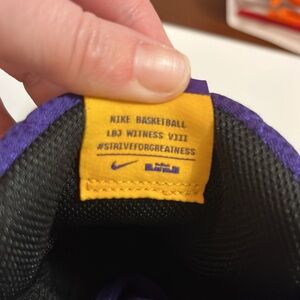 NIKE BASKETBALL
LBJ WITNESS VIII
#STRIVEFORGREATNESS